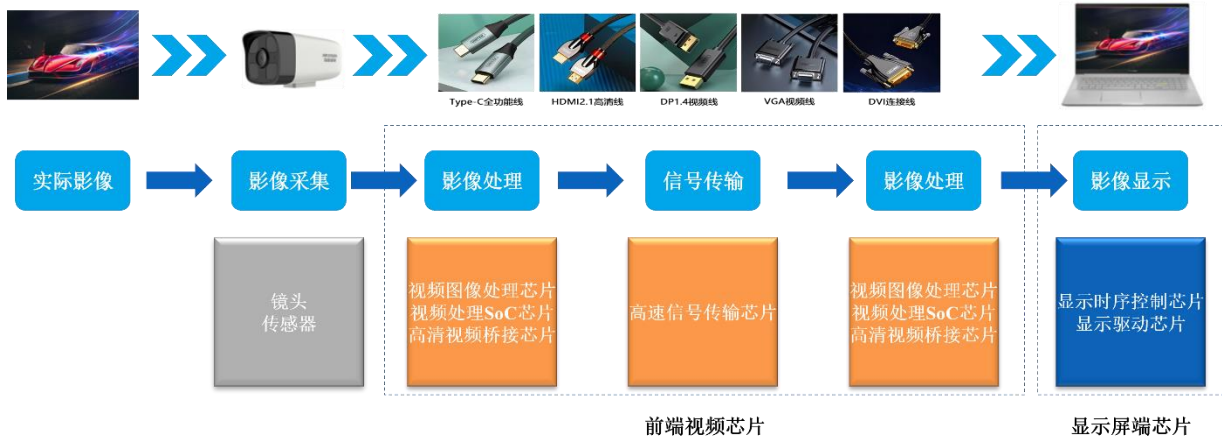 Type-C全功能线
HDMI2.1高清线
DP1.4视频线
VGA视频线
DVI连接线
实际影像
影像采集
影像处理
信号传输
影像处理
影像显示
镜头
传感器
视频图像处理芯片
视频处理SoC芯片
高清视频桥接芯片
高速信号传输芯片
视频图像处理芯片
视频处理SoC芯片
高清视频桥接芯片
显示时序控制芯片
显示驱动芯片
前端视频芯片
显示屏端芯片